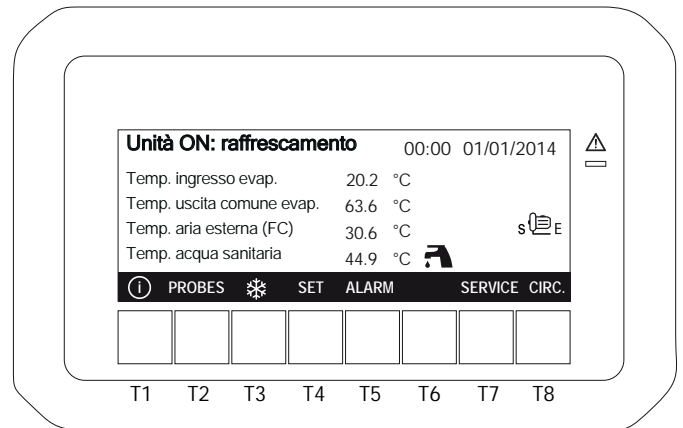 Unità ON: raffrescamento 00:00 01/01/2014
Temp. ingresso evap. 20.2 °C
Temp. uscita comune evap. 63.6 °C
Temp. aria esterna (FC) 30.6 °C
S E
Temp. acqua sanitaria 44.9 °C
i PROBES SET ALARM SERVICE CIRC.
T1 T2 T3 T4 T5 T6 T7 T8